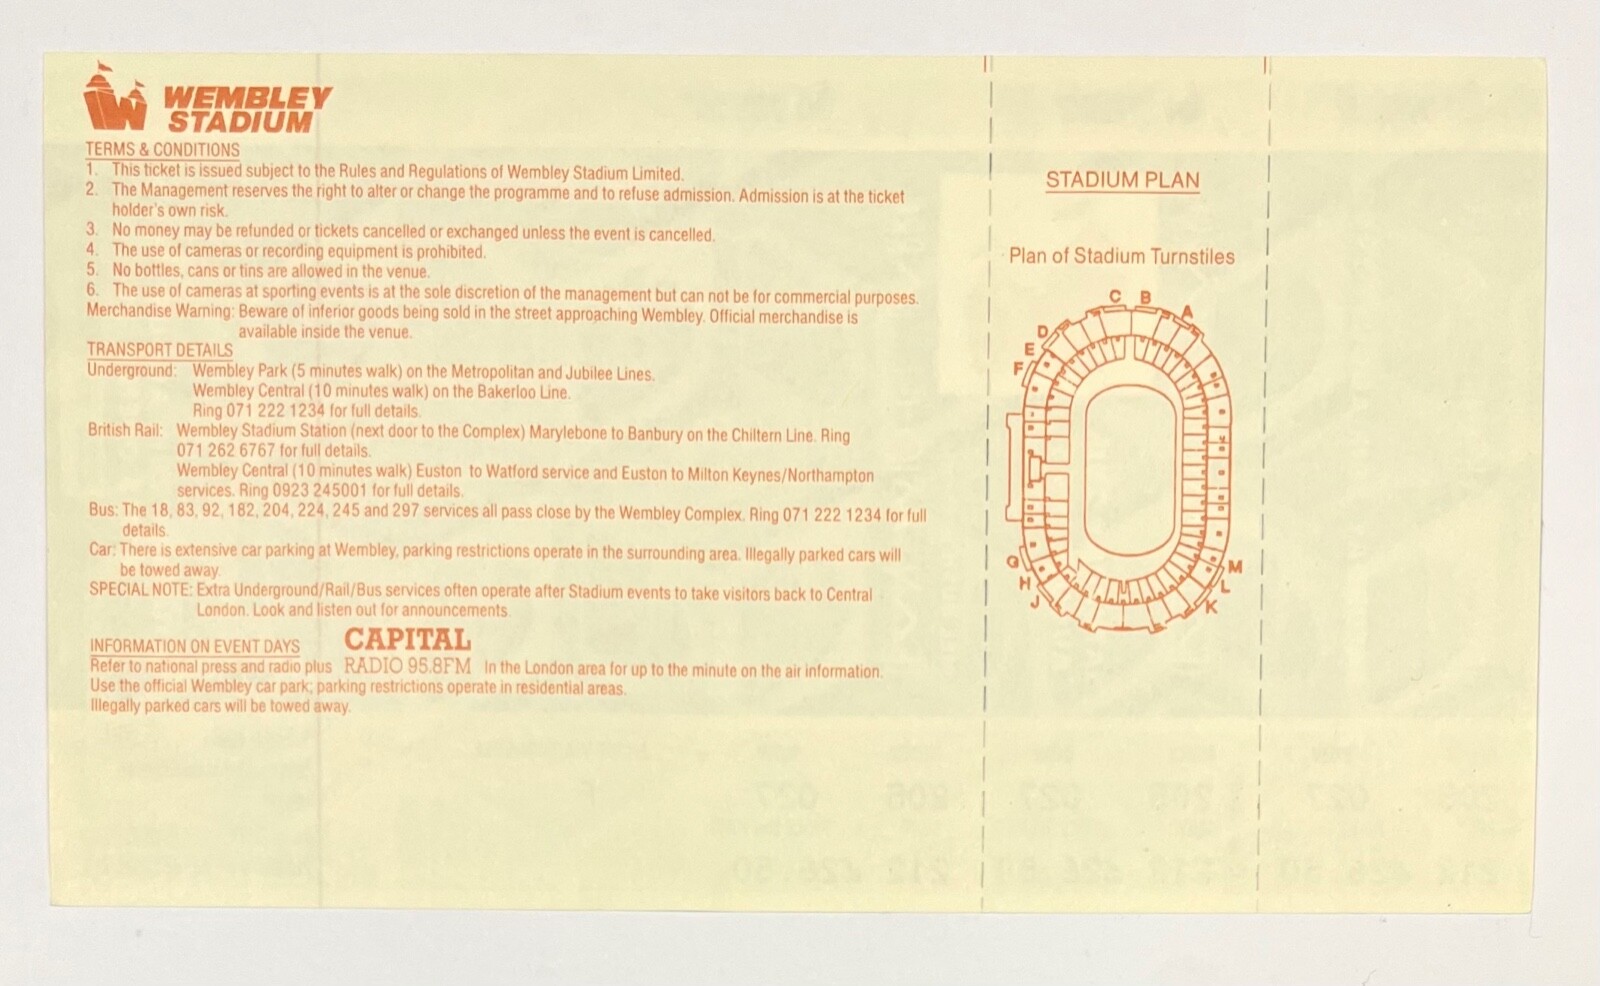 WEMBLEY
STADIUM
TERMS & CONDITIONS
1. This ticket is issued subject to the Rules and Regulations of Wembley Stadium Limited.
2. The Management reserves the right to alter or change the programme and to refuse admission. Admission is at the ticket
holder's own risk.
3. No money may be refunded or tickets cancelled or exchanged unless the event is cancelled.
4. The use of cameras or recording equipment is prohibited.
5. No bottles, cans or tins are allowed in the venue.
6. The use of cameras at sporting events is at the sole discretion of the management but can not be for commercial purposes.
Merchandise Warning: Beware of inferior goods being sold in the street approaching Wembley. Official merchandise is
available inside the venue.
TRANSPORT DETAILS
Underground: Wembley Park (5 minutes walk) on the Metropolitan and Jubilee Lines.
Wembley Central (10 minutes walk) on the Bakerloo Line.
Ring 071 222 1234 for full details.
British Rail: Wembley Stadium Station (next door to the Complex) Marylebone to Banbury on the Chiltern Line. Ring
071 262 6767 for full details.
Wembley Central (10 minutes walk) Euston to Watford service and Euston to Milton Keynes/Northampton
services. Ring 0923 245001 for full details.
Bus: The 18, 83, 92, 182, 204, 224, 245 and 297 services all pass close by the Wembley Complex. Ring 071 222 1234 for full
details.
Car: There is extensive car parking at Wembley, parking restrictions operate in the surrounding area. Illegally parked cars will
be towed away.
SPECIAL NOTE: Extra Underground/Rail/Bus services often operate after Stadium events to take visitors back to Central
London. Look and listen out for announcements.
INFORMATION ON EVENT DAYS CAPITAL
Refer to national press and radio plus RADIO 95.8FM In the London area for up to the minute on the air information.
Use the official Wembley car park; parking restrictions operate in residential areas.
Illegally parked cars will be towed away.
STADIUM PLAN
Plan of Stadium Turnstiles
C B
A
D
E
F
G
H
J
M
L
K